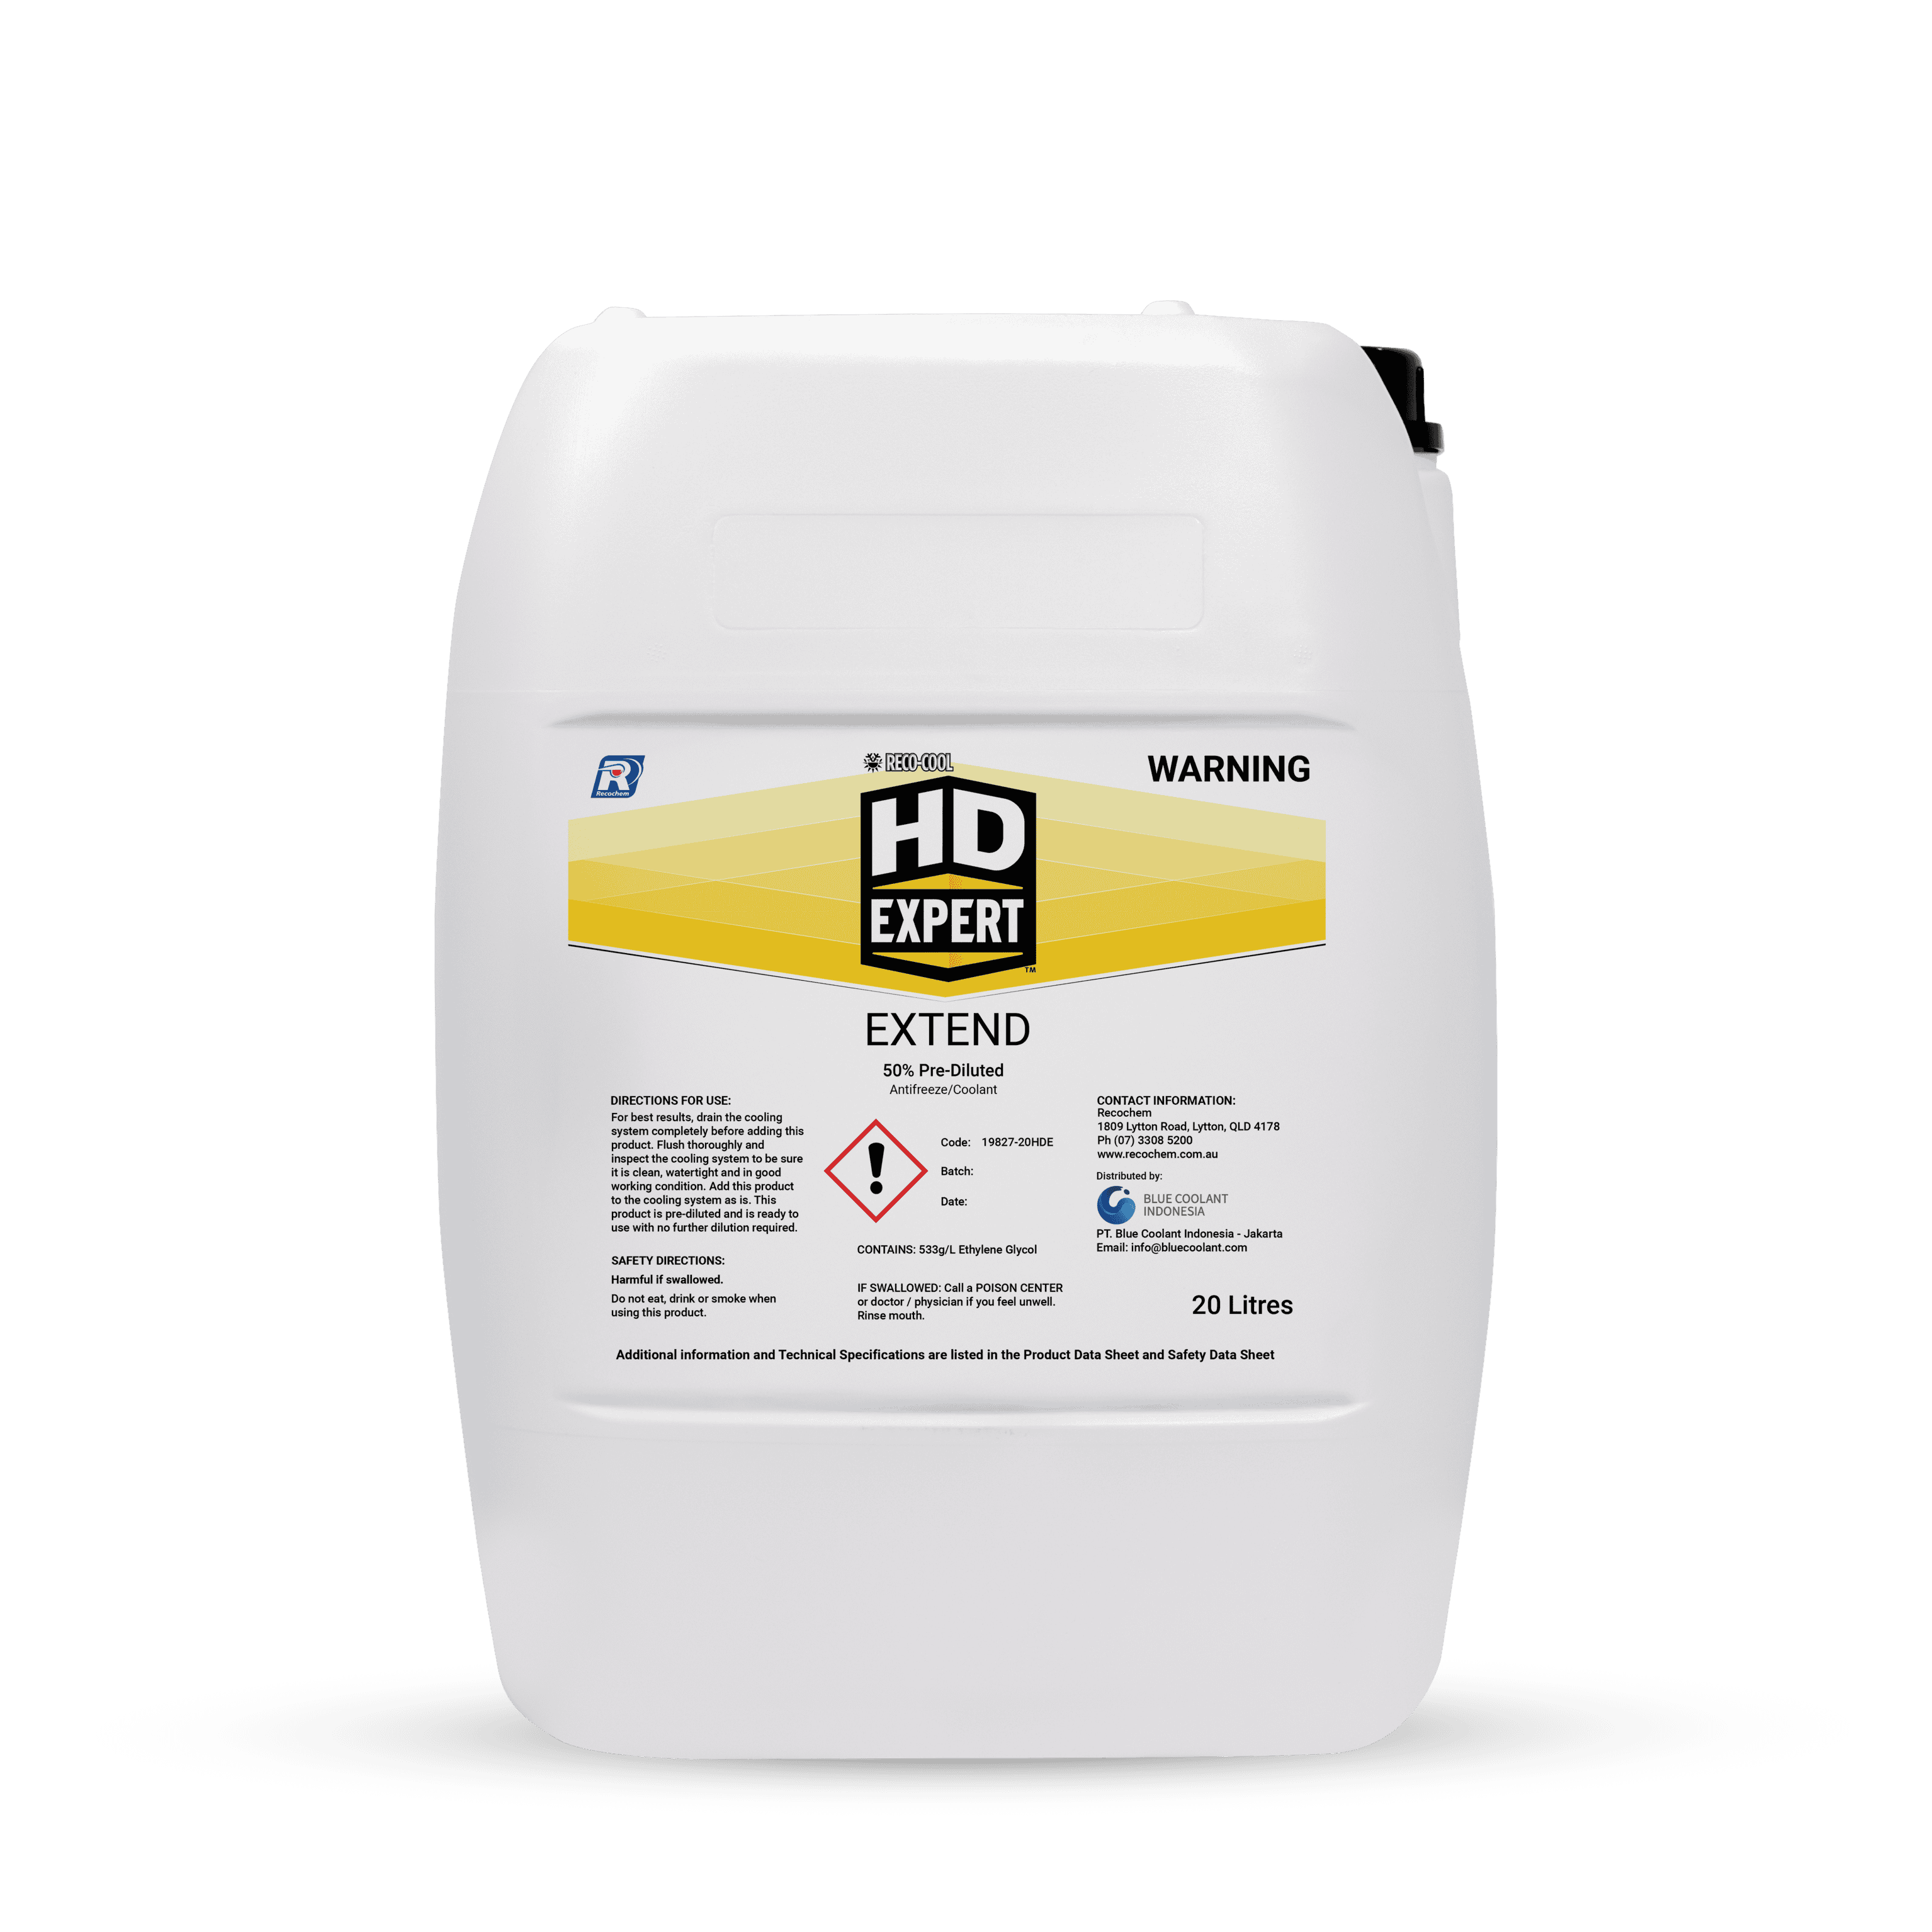 Recochem
RECO-COOL
WARNING
HD
EXPERT
TM
EXTEND
50% Pre-Diluted
Antifreeze/Coolant
DIRECTIONS FOR USE:
For best results, drain the cooling
system completely before adding this
product. Flush thoroughly and
inspect the cooling system to be sure
it is clean, watertight and in good
working condition. Add this product
to the cooling system as is. This
product is pre-diluted and is ready to
use with no further dilution required.
SAFETY DIRECTIONS:
Harmful if swallowed.
Do not eat, drink or smoke when
using this product.
Code: 19827-20HDE
Batch:
Date:
CONTAINS: 533g/L Ethylene Glycol
IF SWALLOWED: Call a POISON CENTER
or doctor / physician if you feel unwell.
Rinse mouth.
CONTACT INFORMATION:
Recochem
1809 Lytton Road, Lytton, QLD 4178
Ph (07) 3308 5200
www.recochem.com.au
Distributed by:
BLUE COOLANT
INDONESIA
PT. Blue Coolant Indonesia - Jakarta
Email: info@bluecoolant.com
20 Litres
Additional information and Technical Specifications are listed in the Product Data Sheet and Safety Data Sheet